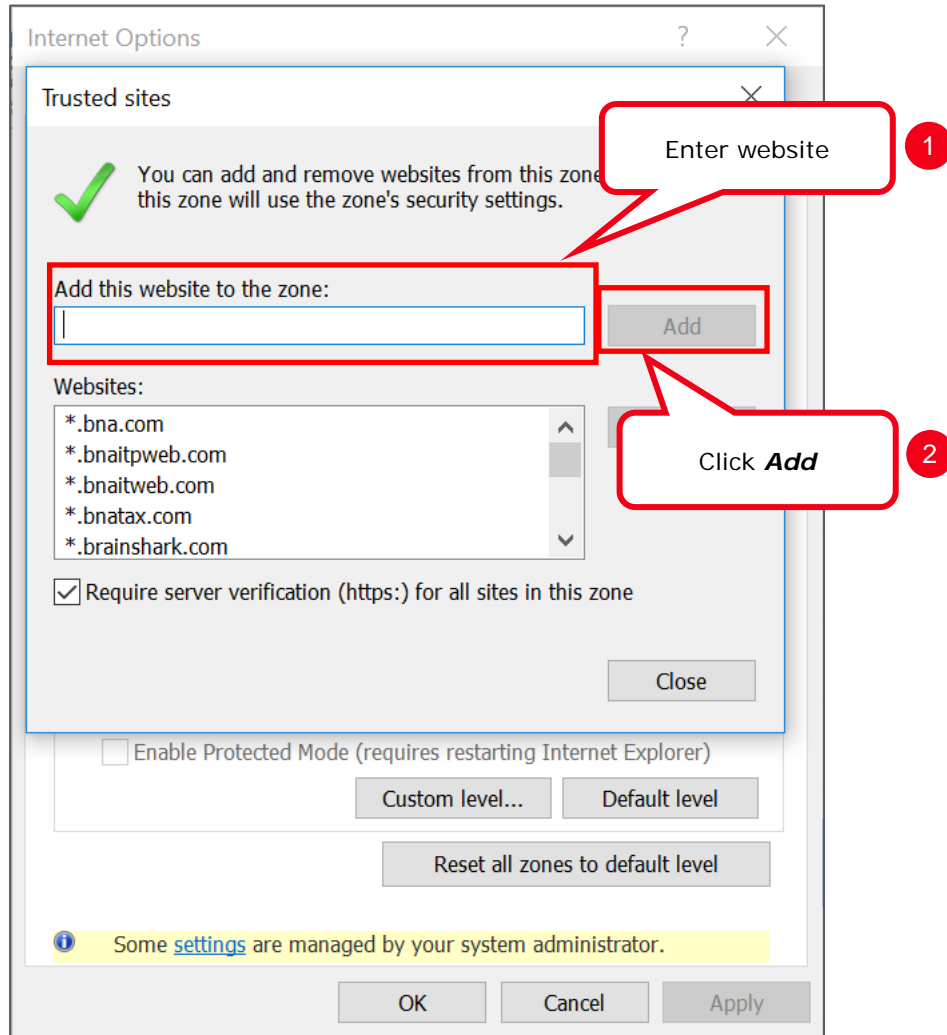 Internet Options
?
Trusted sites
Enter website
1
You can add and remove websites from this zone
this zone will use the zone's security settings.
Add this website to the zone:
Add
Websites:
*.bna.com
*.bnaitpweb.com
*.bnaitweb.com
*.bnatax.com
*.brainshark.com
Click Add
2
Require server verification (https:) for all sites in this zone
Close
Enable Protected Mode (requires restarting Internet Explorer)
Custom level...
Default level
Reset all zones to default level
Some settings are managed by your system administrator.
OK
Cancel
Apply